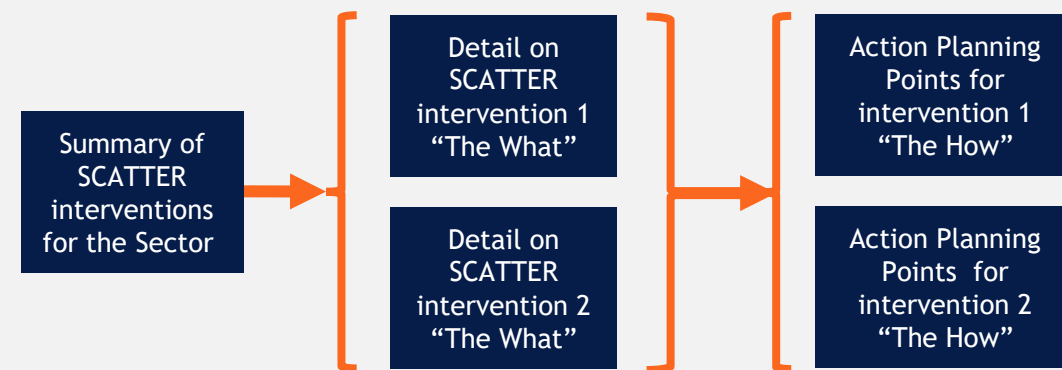 Summary of
SCATTER
interventions
for the Sector
Detail on
SCATTER
intervention 1
“The What”
Detail on
SCATTER
intervention 2
“The What”
Action Planning
Points for
intervention 1
“The How”
Action Planning
Points for
intervention 2
“The How”